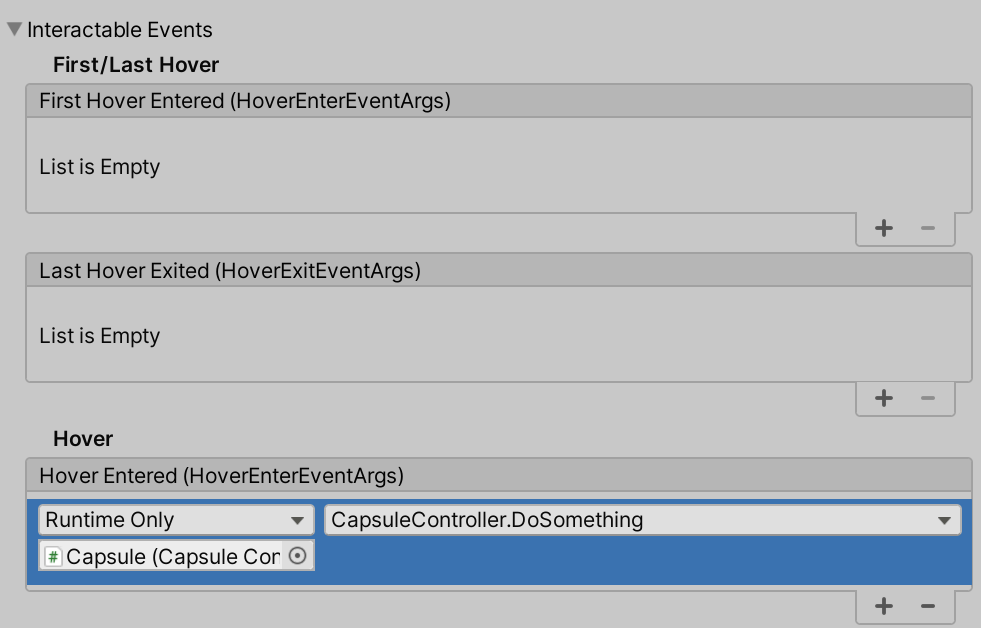 Interactable Events
First/Last Hover
First Hover Entered (HoverEnterEventArgs)
List is Empty
+ −
Last Hover Exited (HoverExitEventArgs)
List is Empty
+ −
Hover
Hover Entered (HoverEnterEventArgs)
Runtime Only CapsuleController.DoSomething
# Capsule (Capsule Con
+ −